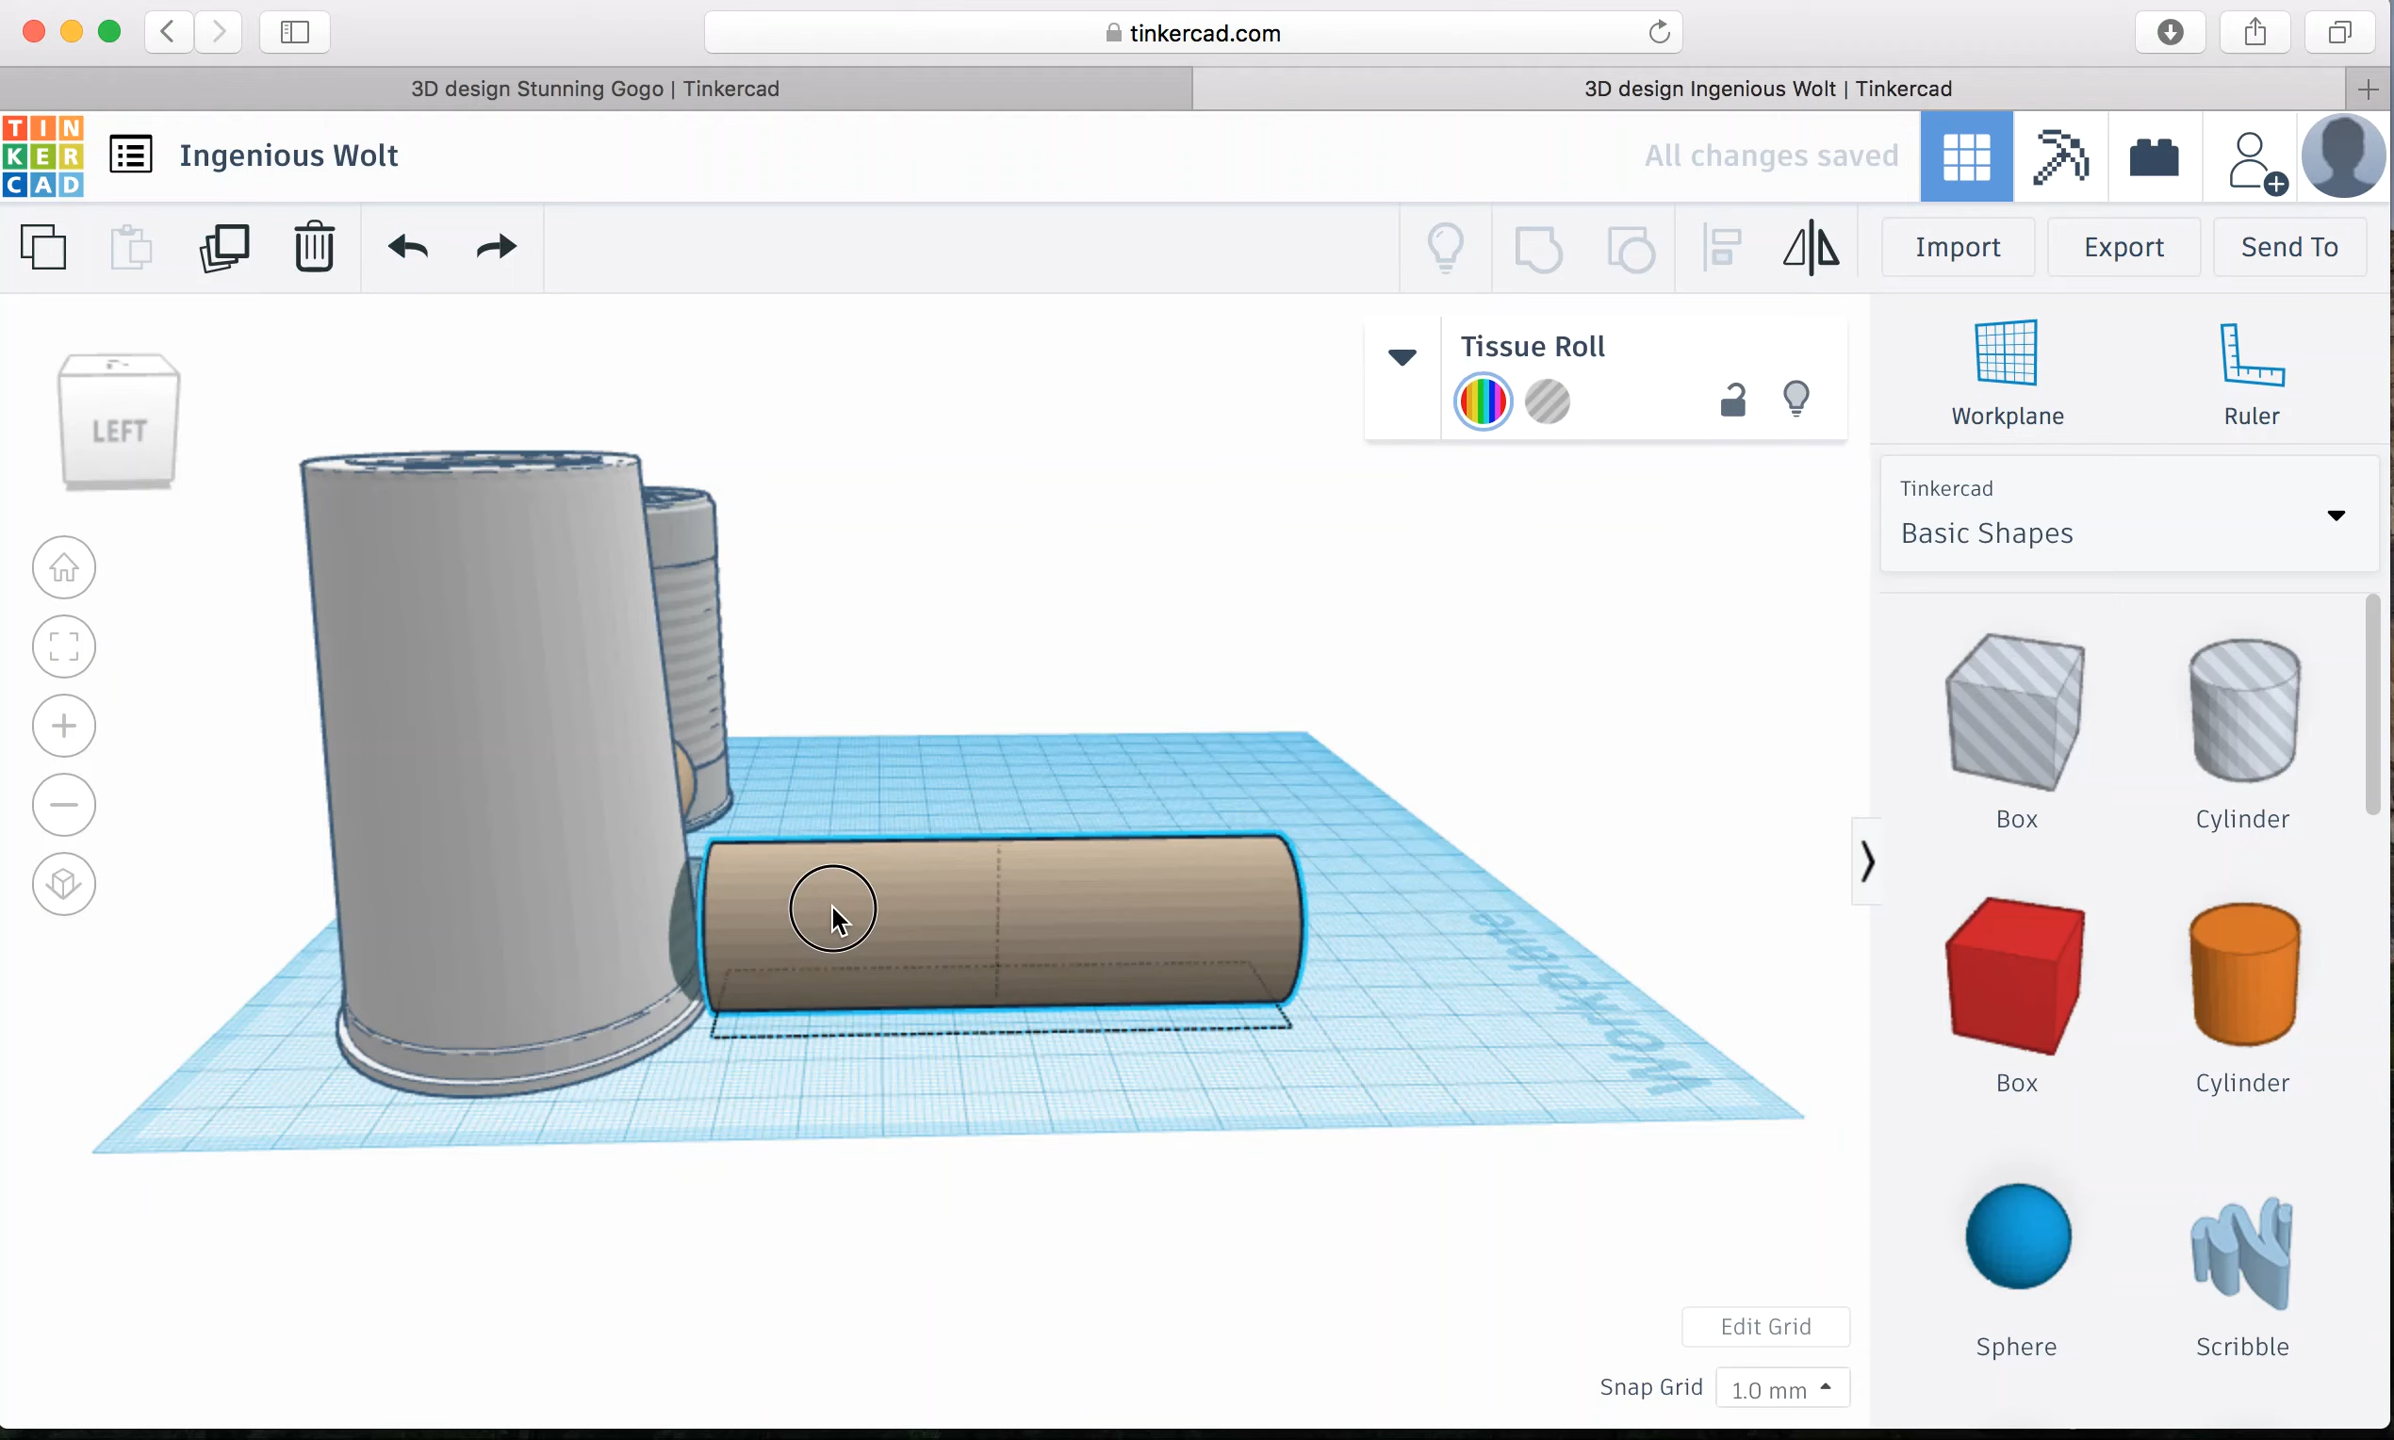 tinkercad.com
3D design Stunning Gogo | Tinkercad
3D design Ingenious Wolt | Tinkercad
TIN
KER
CAD
Ingenious Wolt
All changes saved
Import
Export
Send To
LEFT
Tissue Roll
Workplane
Ruler
Tinkercad
Basic Shapes
Box
Cylinder
Box
Cylinder
Workplane
Sphere
Scribble
Edit Grid
Snap Grid
1.0 mm